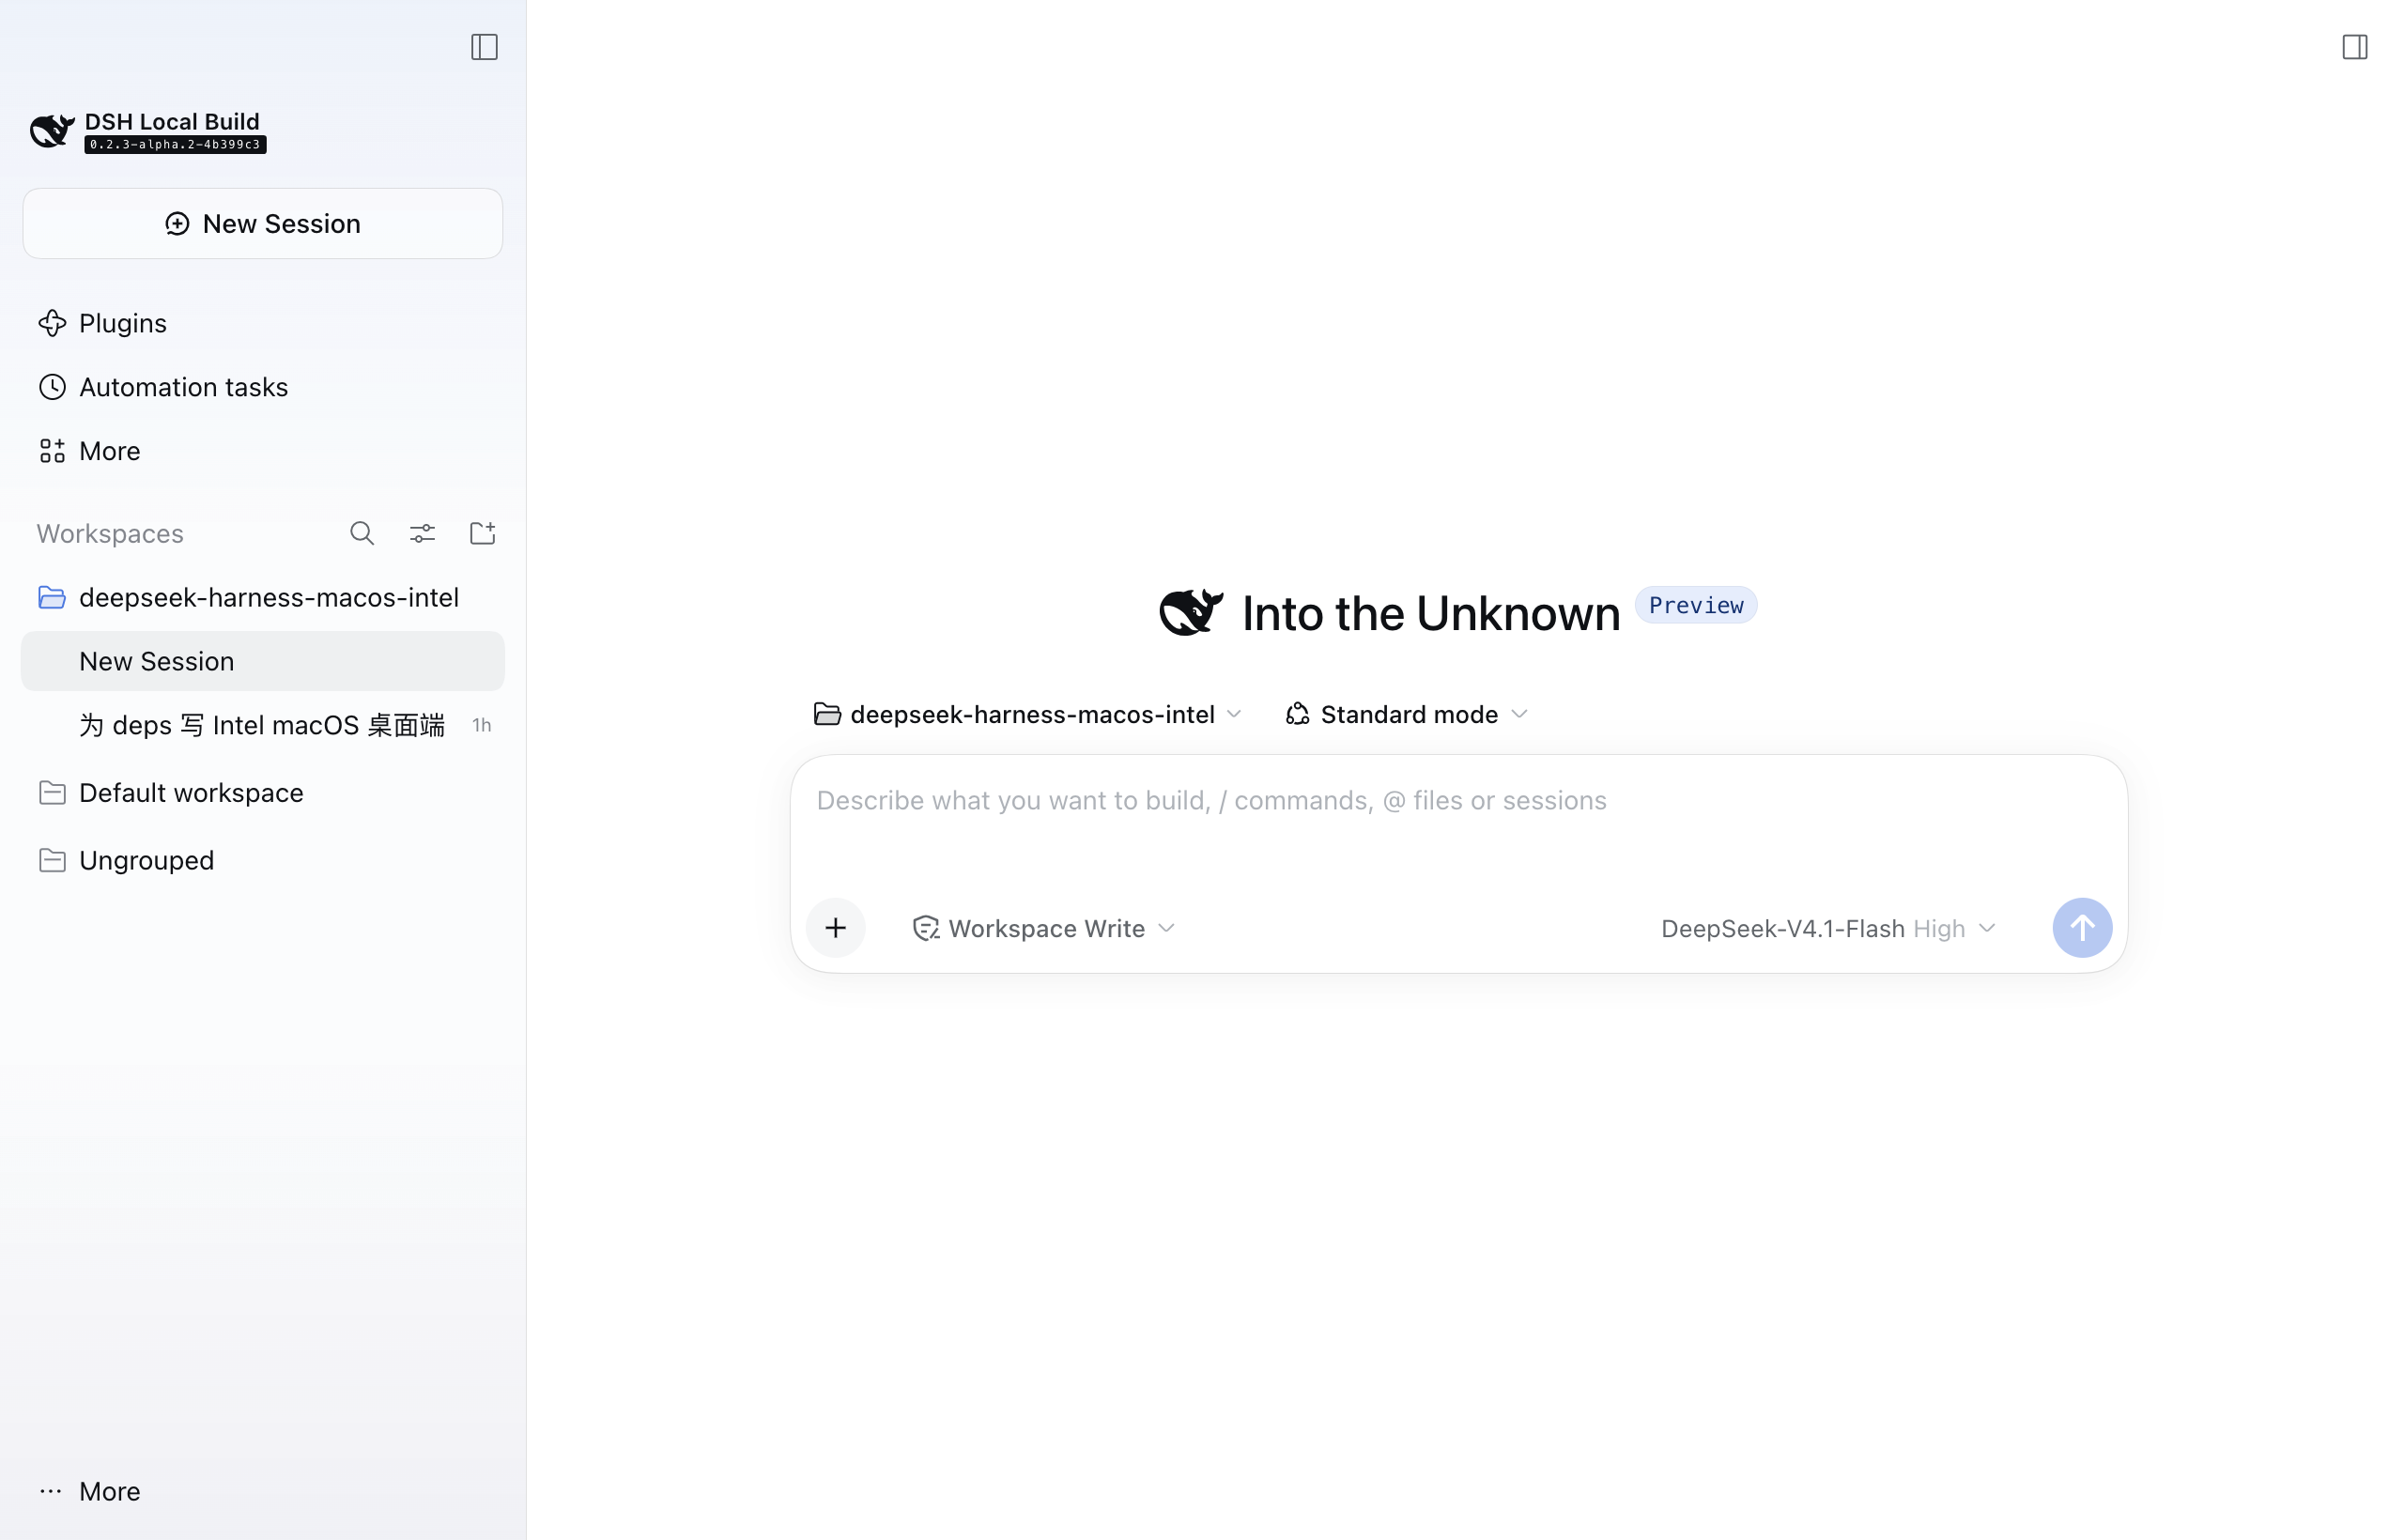 DSH Local Build
0.2.3-alpha.2-4b399c3
New Session
Plugins
Automation tasks
More
Workspaces
deepseek-harness-macos-intel
New Session
为 deps 写 Intel macOS 桌面端 1h
Default workspace
Ungrouped
More
Into the Unknown Preview
deepseek-harness-macos-intel Standard mode
Describe what you want to build, / commands, @ files or sessions
Workspace Write DeepSeek-V4.1-Flash High